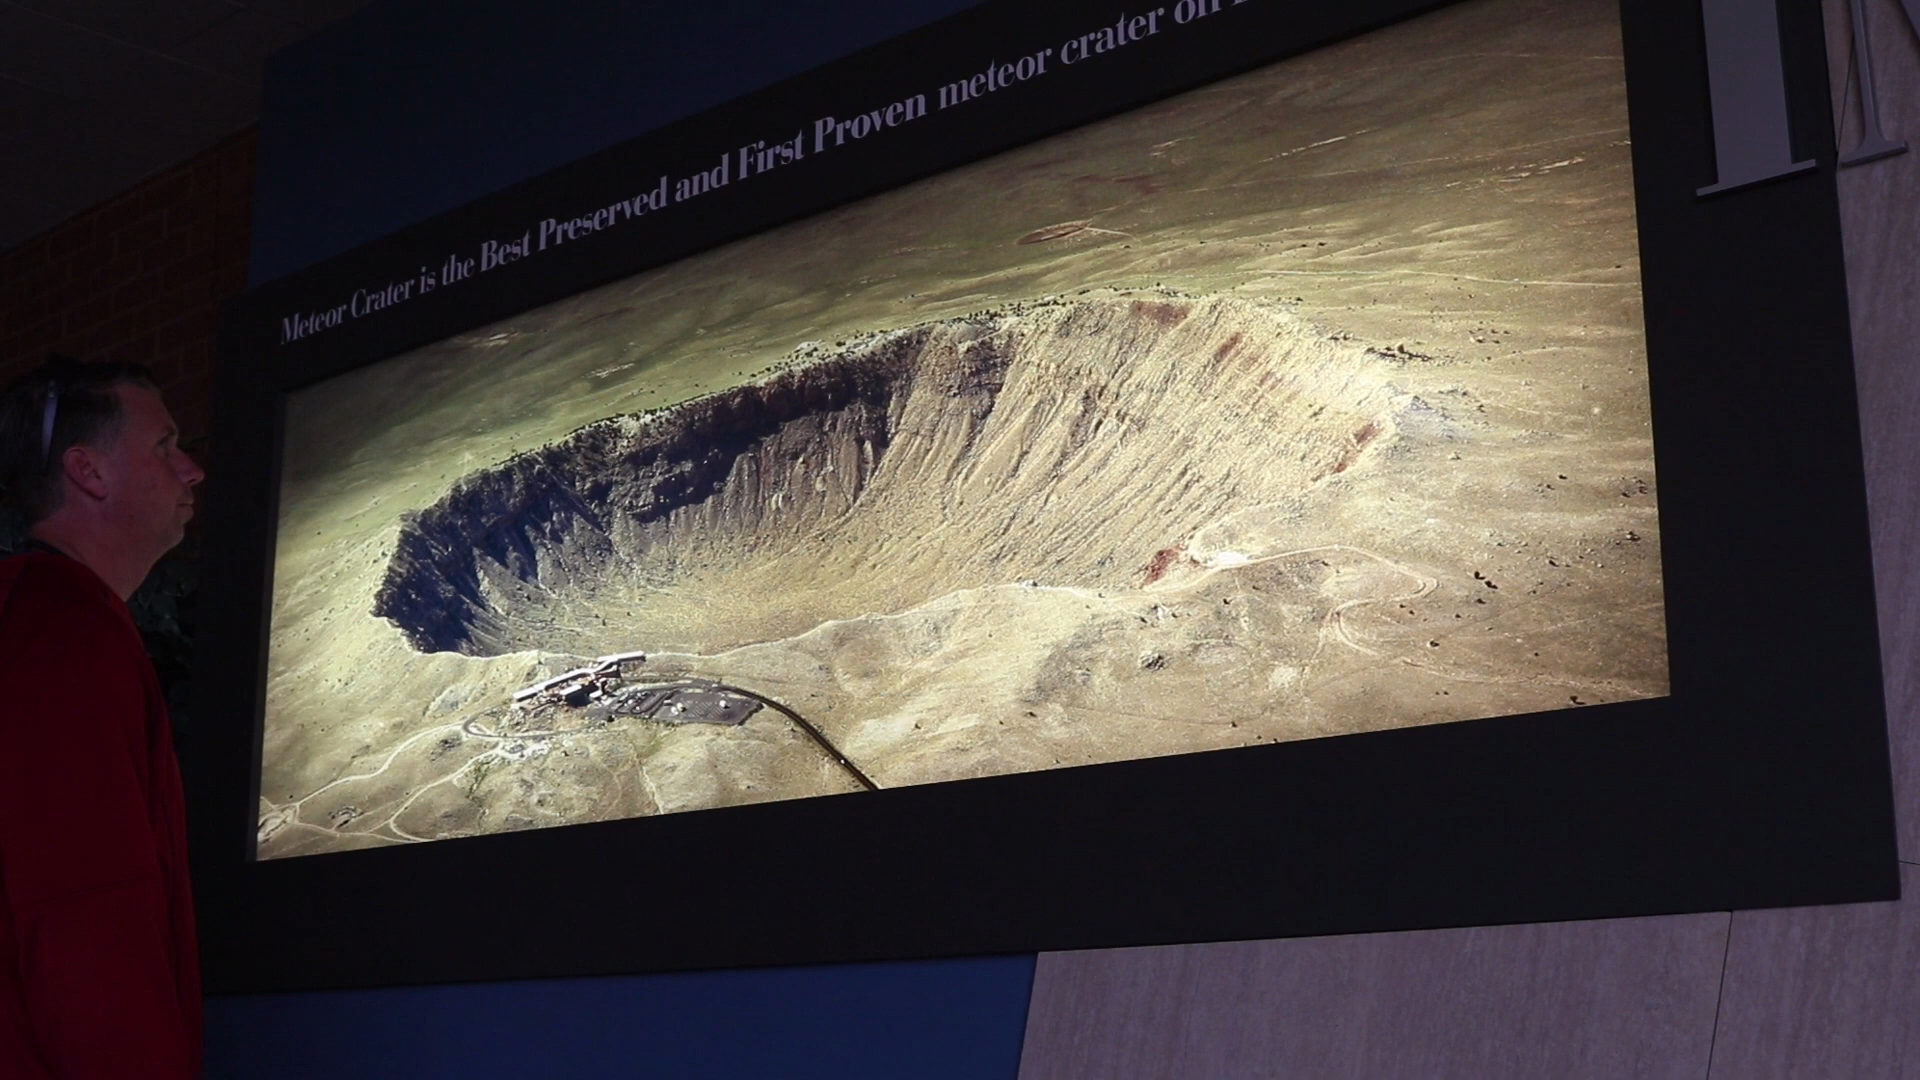 Meteor Crater is the Best Preserved and First Proven meteor crater on